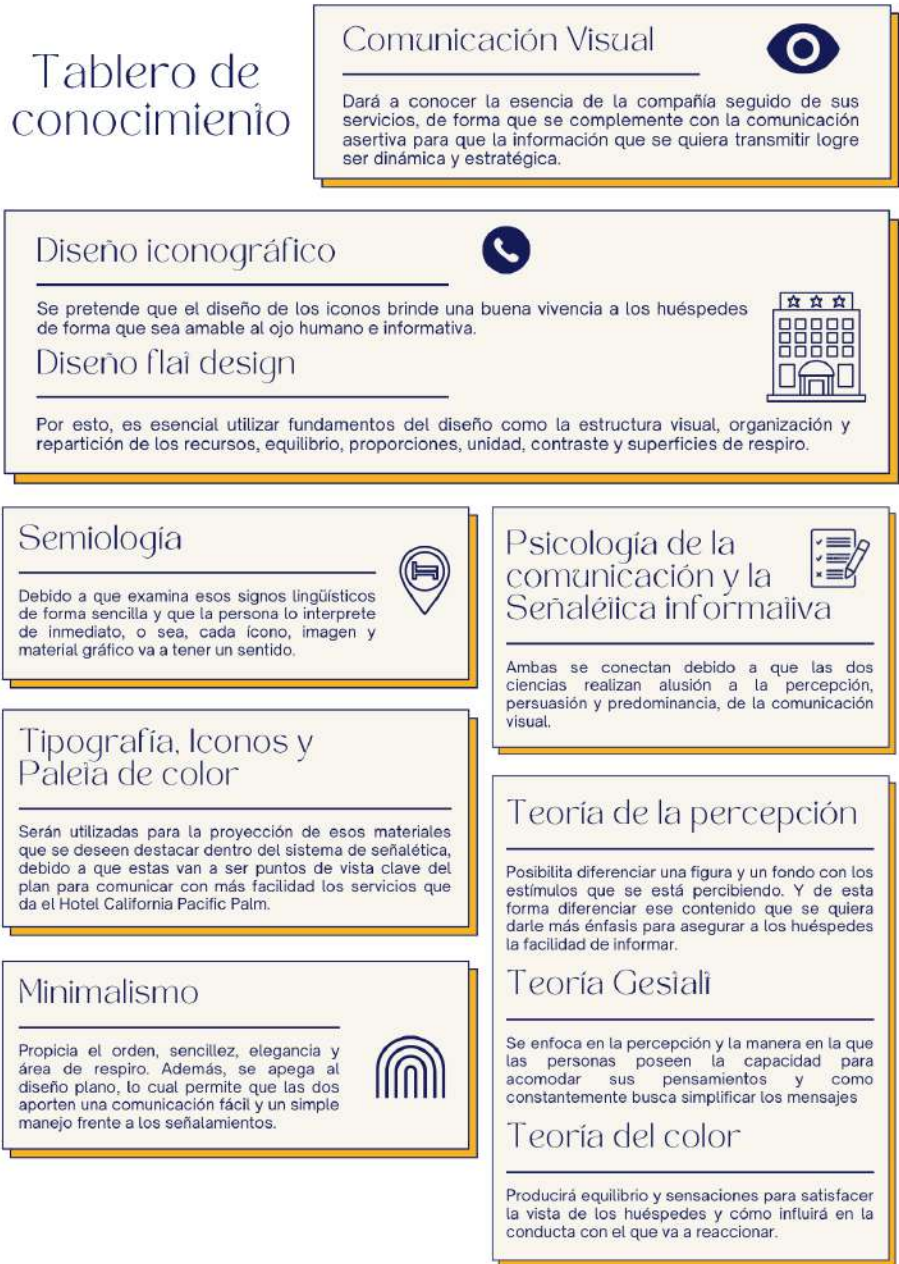 Tablero de
conocimiento
Comunicación Visual
Dará a conocer la esencia de la compañía seguido de sus
servicios, de forma que se complemente con la comunicación
asertiva para que la información que se quiera transmitir logre
ser dinámica y estratégica.
Diseño iconográfico
Se pretende que el diseño de los iconos brinde una buena vivencia a los huéspedes
de forma que sea amable al ojo humano e informativa.
Diseño flat design
Por esto, es esencial utilizar fundamentos del diseño como la estructura visual, organización y
repartición de los recursos, equilibrio, proporciones, unidad, contraste y superficies de respiro.
Semiología
Debido a que examina esos signos lingüísticos
de forma sencilla y que la persona lo interprete
de inmediato, o sea, cada ícono, imagen y
material gráfico va a tener un sentido.
Psicología de la
comunicación y la
Señalética informativa
Ambas se conectan debido a que las dos
ciencias realizan alusión a la percepción,
persuasión y predominancia, de la comunicación
visual.
Tipografía, Iconos y
Paleta de color
Serán utilizadas para la proyección de esos materiales
que se deseen destacar dentro del sistema de señalética,
debido a que estas van a ser puntos de vista clave del
plan para comunicar con más facilidad los servicios que
da el Hotel California Pacific Palm.
Teoría de la percepción
Posibilita diferenciar una figura y un fondo con los
estímulos que se está percibiendo. Y de esta
forma diferenciar ese contenido que se quiera
darle más énfasis para asegurar a los huéspedes
la facilidad de informar.
Teoría Gestalt
Se enfoca en la percepción y la manera en la que
las personas poseen la capacidad para
acomodar sus pensamientos y como
constantemente busca simplificar los mensajes
Teoría del color
Producirá equilibrio y sensaciones para satisfacer
la vista de los huéspedes y cómo influirá en la
conducta con el que va a reaccionar.
Minimalismo
Propicia el orden, sencillez, elegancia y
área de respiro. Además, se apega al
diseño plano, lo cual permite que las dos
aporten una comunicación fácil y un simple
manejo frente a los señalamientos.